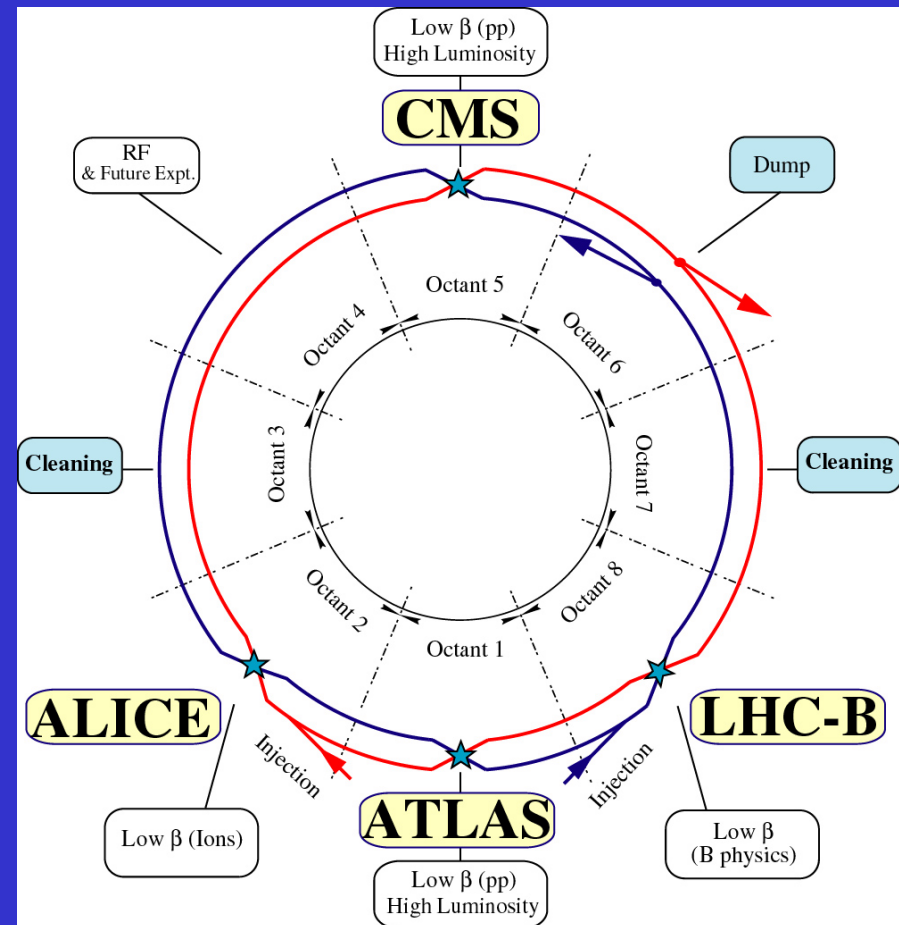 Low β (pp)
High Luminosity
CMS
RF
& Future Expt.
Dump
Octant 5
Octant 4
Octant 6
Cleaning
Octant 3
Octant 7
Cleaning
Octant 2
Octant 8
Octant 1
ALICE
LHC-B
Injection
Injection
ATLAS
Low β (Ions)
Low β
(B physics)
Low β (pp)
High Luminosity